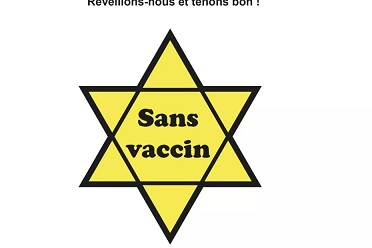 Réveillons-nous et tenons bon !
Sans
vaccin